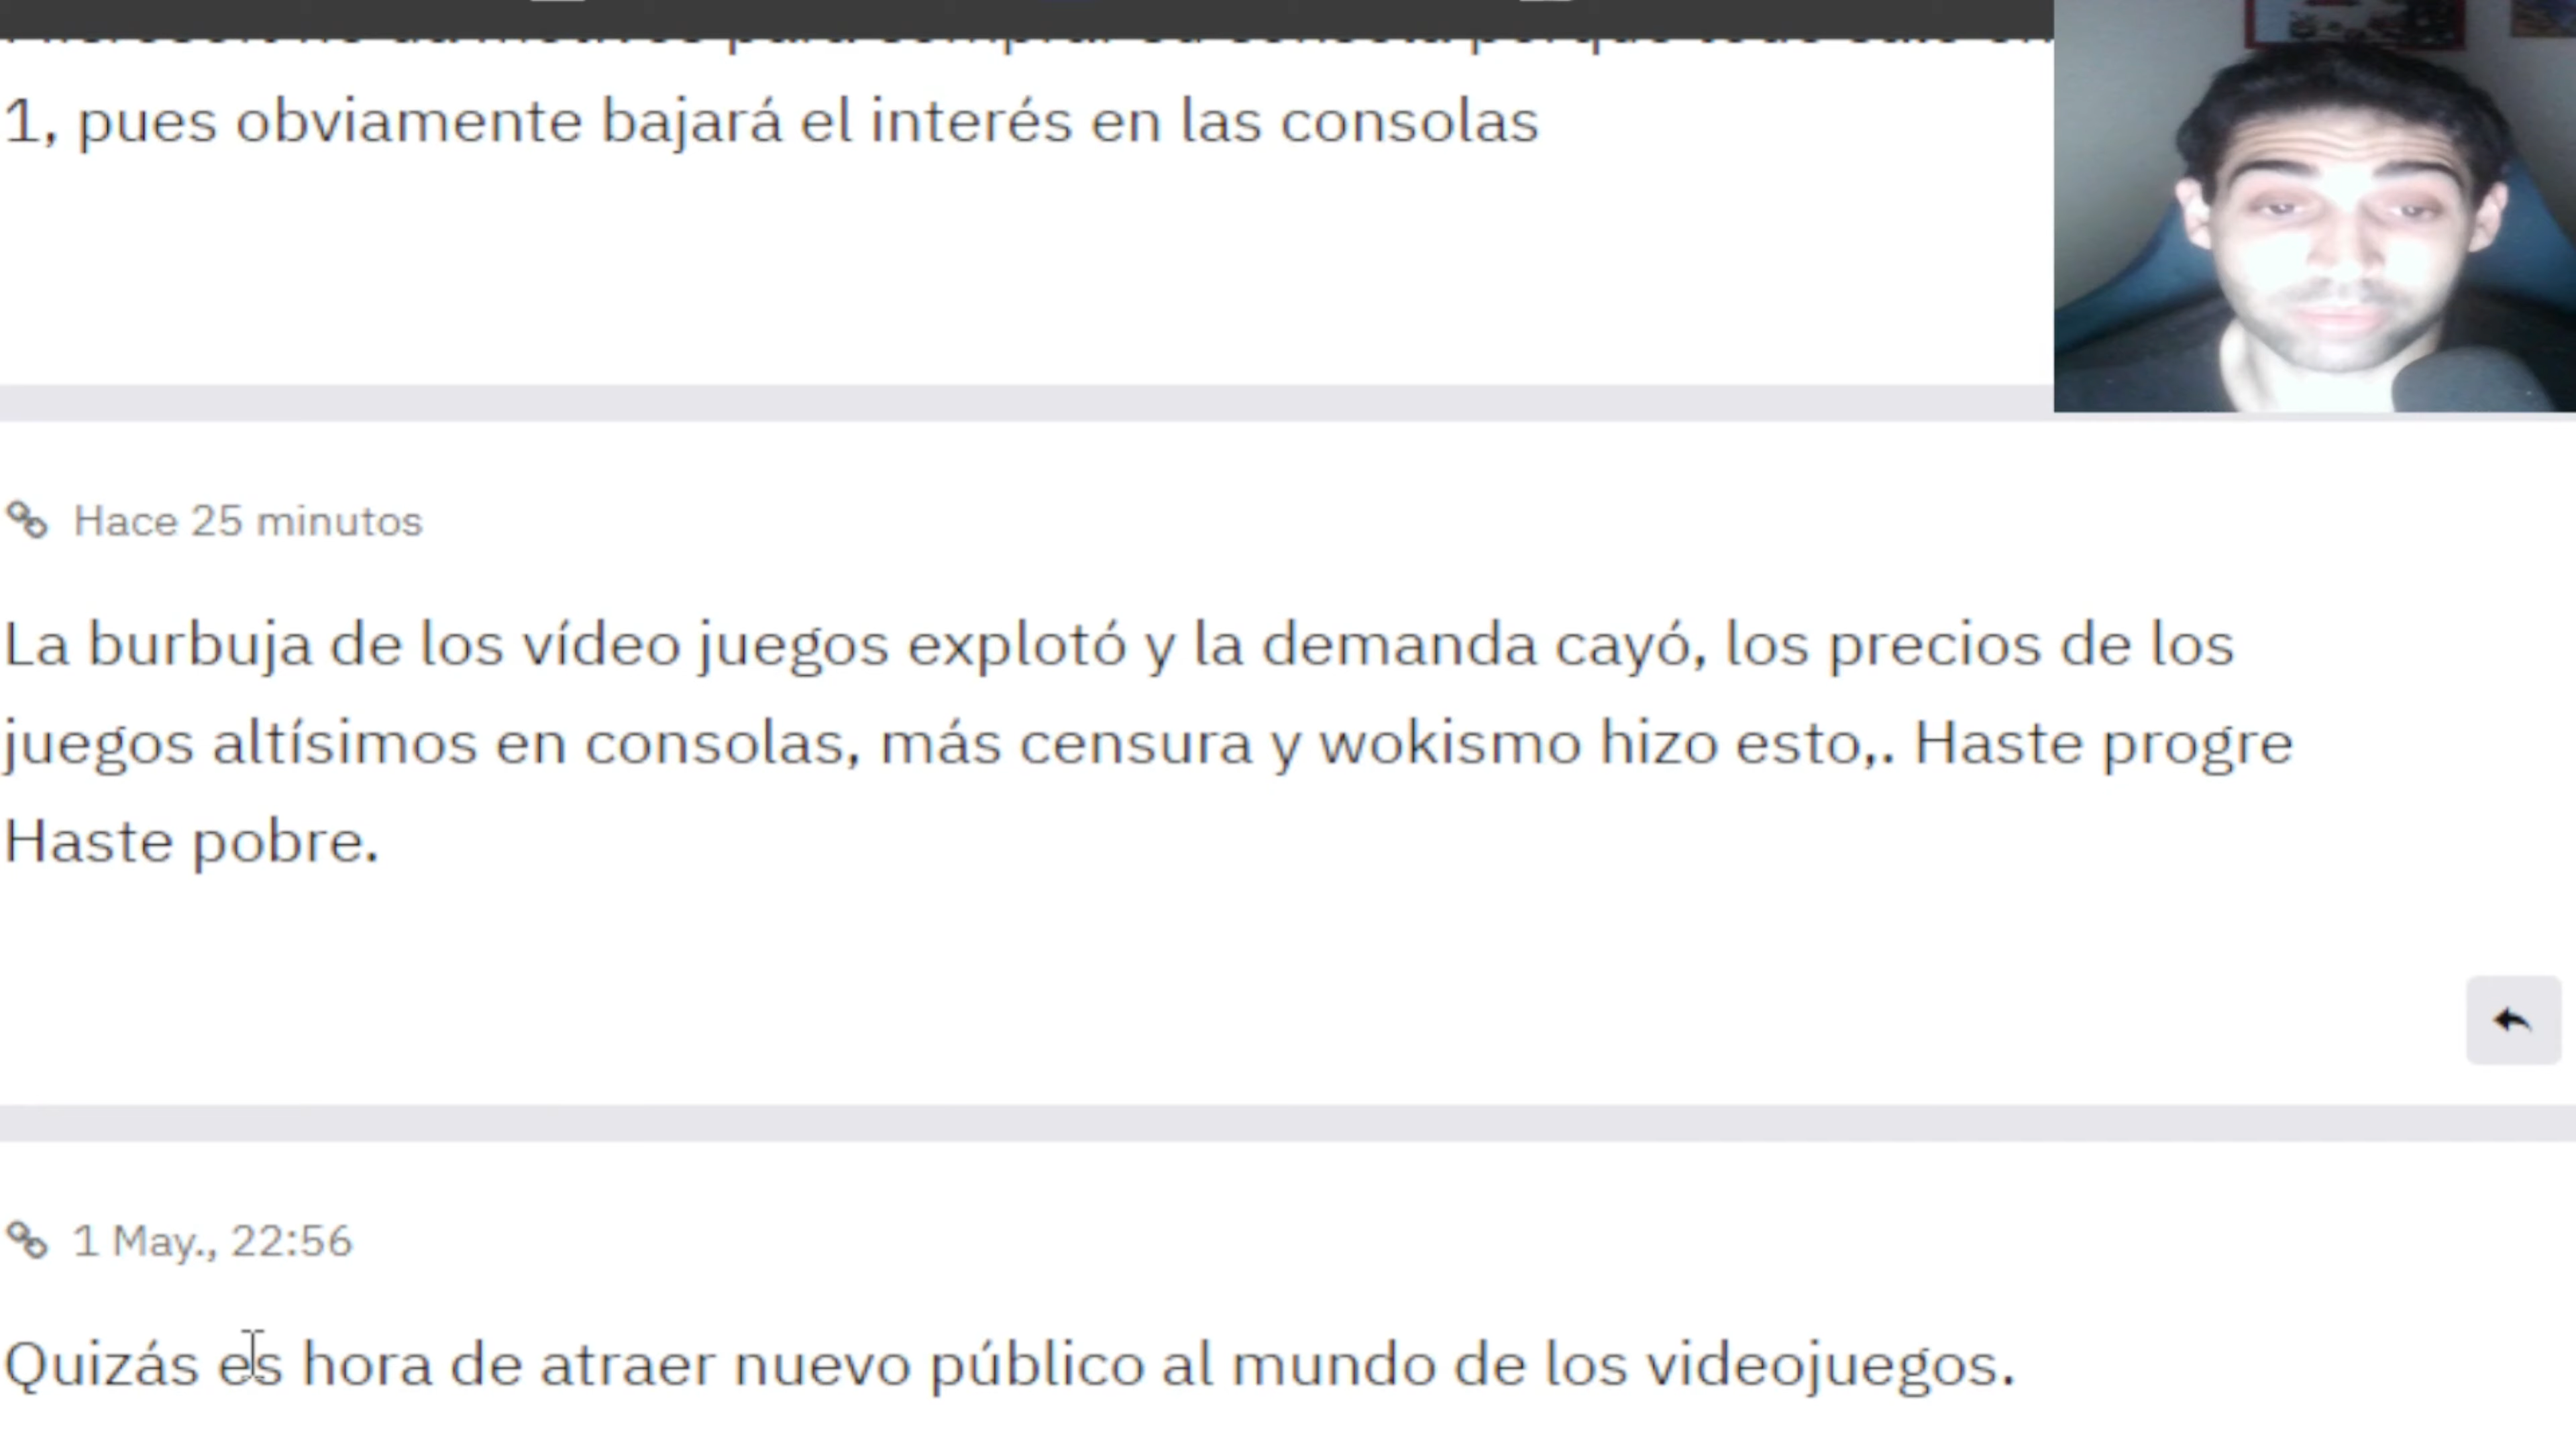 1, pues obviamente bajará el interés en las consolas
Hace 25 minutos
La burbuja de los vídeo juegos explotó y la demanda cayó, los precios de los
juegos altísimos en consolas, más censura y wokismo hizo esto,. Haste progre
Haste pobre.
1 May., 22:56
Quizás es hora de atraer nuevo público al mundo de los videojuegos.